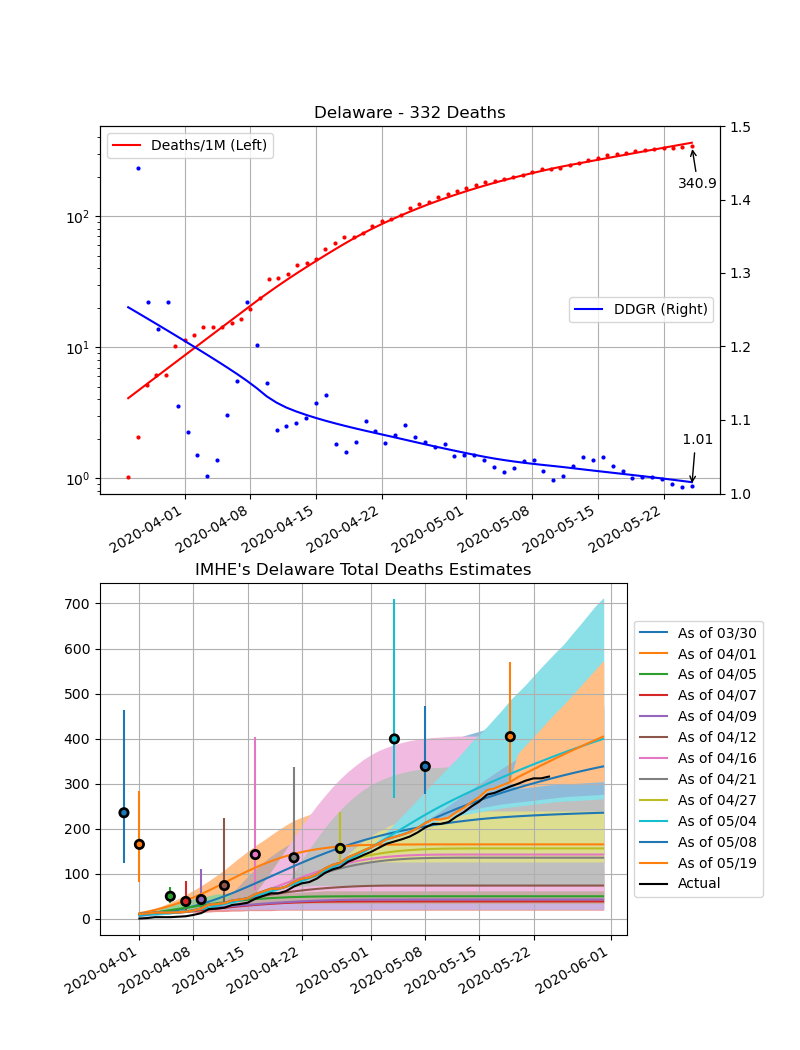 Delaware - 332 Deaths
Deaths/1M (Left)
DDGR (Right)
340.9
1.01
10²
10¹
10⁰
1.5
1.4
1.3
1.2
1.1
1.0
2020-04-01
2020-04-08
2020-04-15
2020-04-22
2020-05-01
2020-05-08
2020-05-15
2020-05-22
IMHE's Delaware Total Deaths Estimates
700
600
500
400
300
200
100
0
2020-04-01
2020-04-08
2020-04-15
2020-04-22
2020-05-01
2020-05-08
2020-05-15
2020-05-22
2020-06-01
As of 03/30
As of 04/01
As of 04/05
As of 04/07
As of 04/09
As of 04/12
As of 04/16
As of 04/21
As of 04/27
As of 05/04
As of 05/08
As of 05/19
Actual